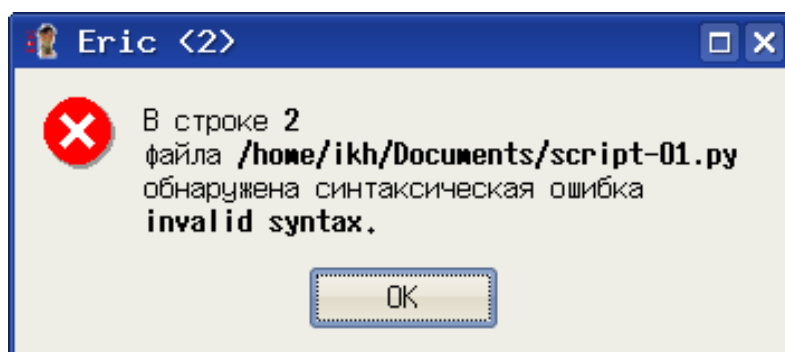 Eric <2>
В строке 2
файла /home/ikh/Documents/script-01.py
обнаружена синтаксическая ошибка
invalid syntax.
OK